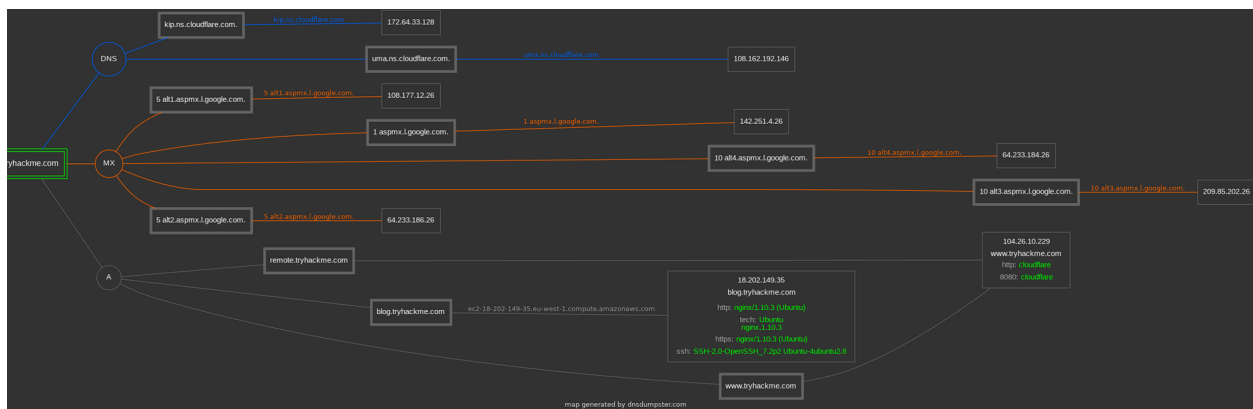 kip.ns.cloudflare.com.
kip.ns.cloudflare.com.
172.64.33.128
DNS
uma.ns.cloudflare.com.
uma.ns.cloudflare.com.
108.162.192.146
5 alt1.aspmx.l.google.com.
5 alt1.aspmx.l.google.com.
108.177.12.26
1 aspmx.l.google.com.
1 aspmx.l.google.com.
142.251.4.26
ryhackme.com
MX
10 alt4.aspmx.l.google.com.
10 alt4.aspmx.l.google.com.
64.233.184.26
10 alt3.aspmx.l.google.com.
10 alt3.aspmx.l.google.com.
209.85.202.26
5 alt2.aspmx.l.google.com.
5 alt2.aspmx.l.google.com.
64.233.186.26
remote.tryhackme.com
104.26.10.229
www.tryhackme.com
http: cloudflare
8080: cloudflare
A
blog.tryhackme.com
ec2-18-202-149-35.eu-west-1.compute.amazonaws.com
18.202.149.35
blog.tryhackme.com
http: nginx/1.10.3 (Ubuntu)
tech: Ubuntu
nginx,1.10.3
https: nginx/1.10.3 (Ubuntu)
ssh: SSH-2.0-OpenSSH_7.2p2 Ubuntu-4ubuntu2.8
www.tryhackme.com
map generated by dnsdumpster.com